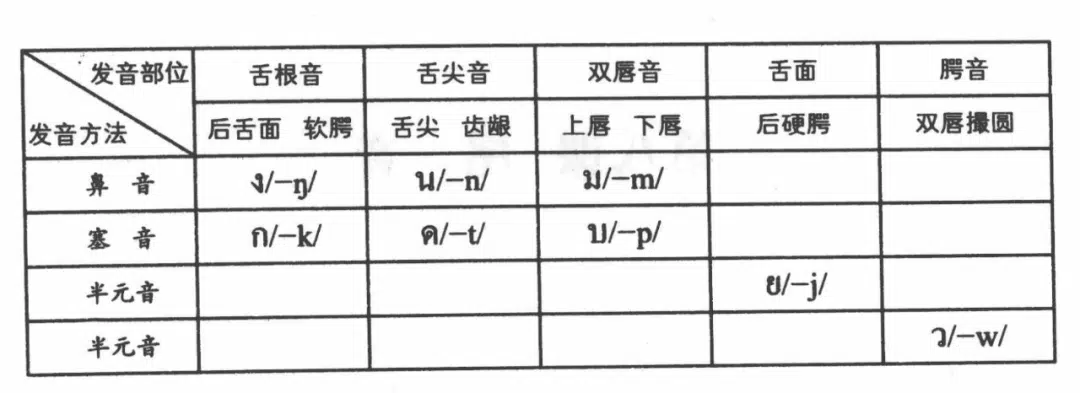 发音部位 舌根音 舌尖音 双唇音 舌面 腭音
发音方法 后舌面 软腭 舌尖 齿龈 上唇 下唇 后硬腭 双唇撮圆
鼻 音 ง/–ŋ/ น/–n/ ม/–m/
塞 音 ก/–k/ ด/–t/ บ/–p/
半元音 ย/–j/
半元音 ว/–w/